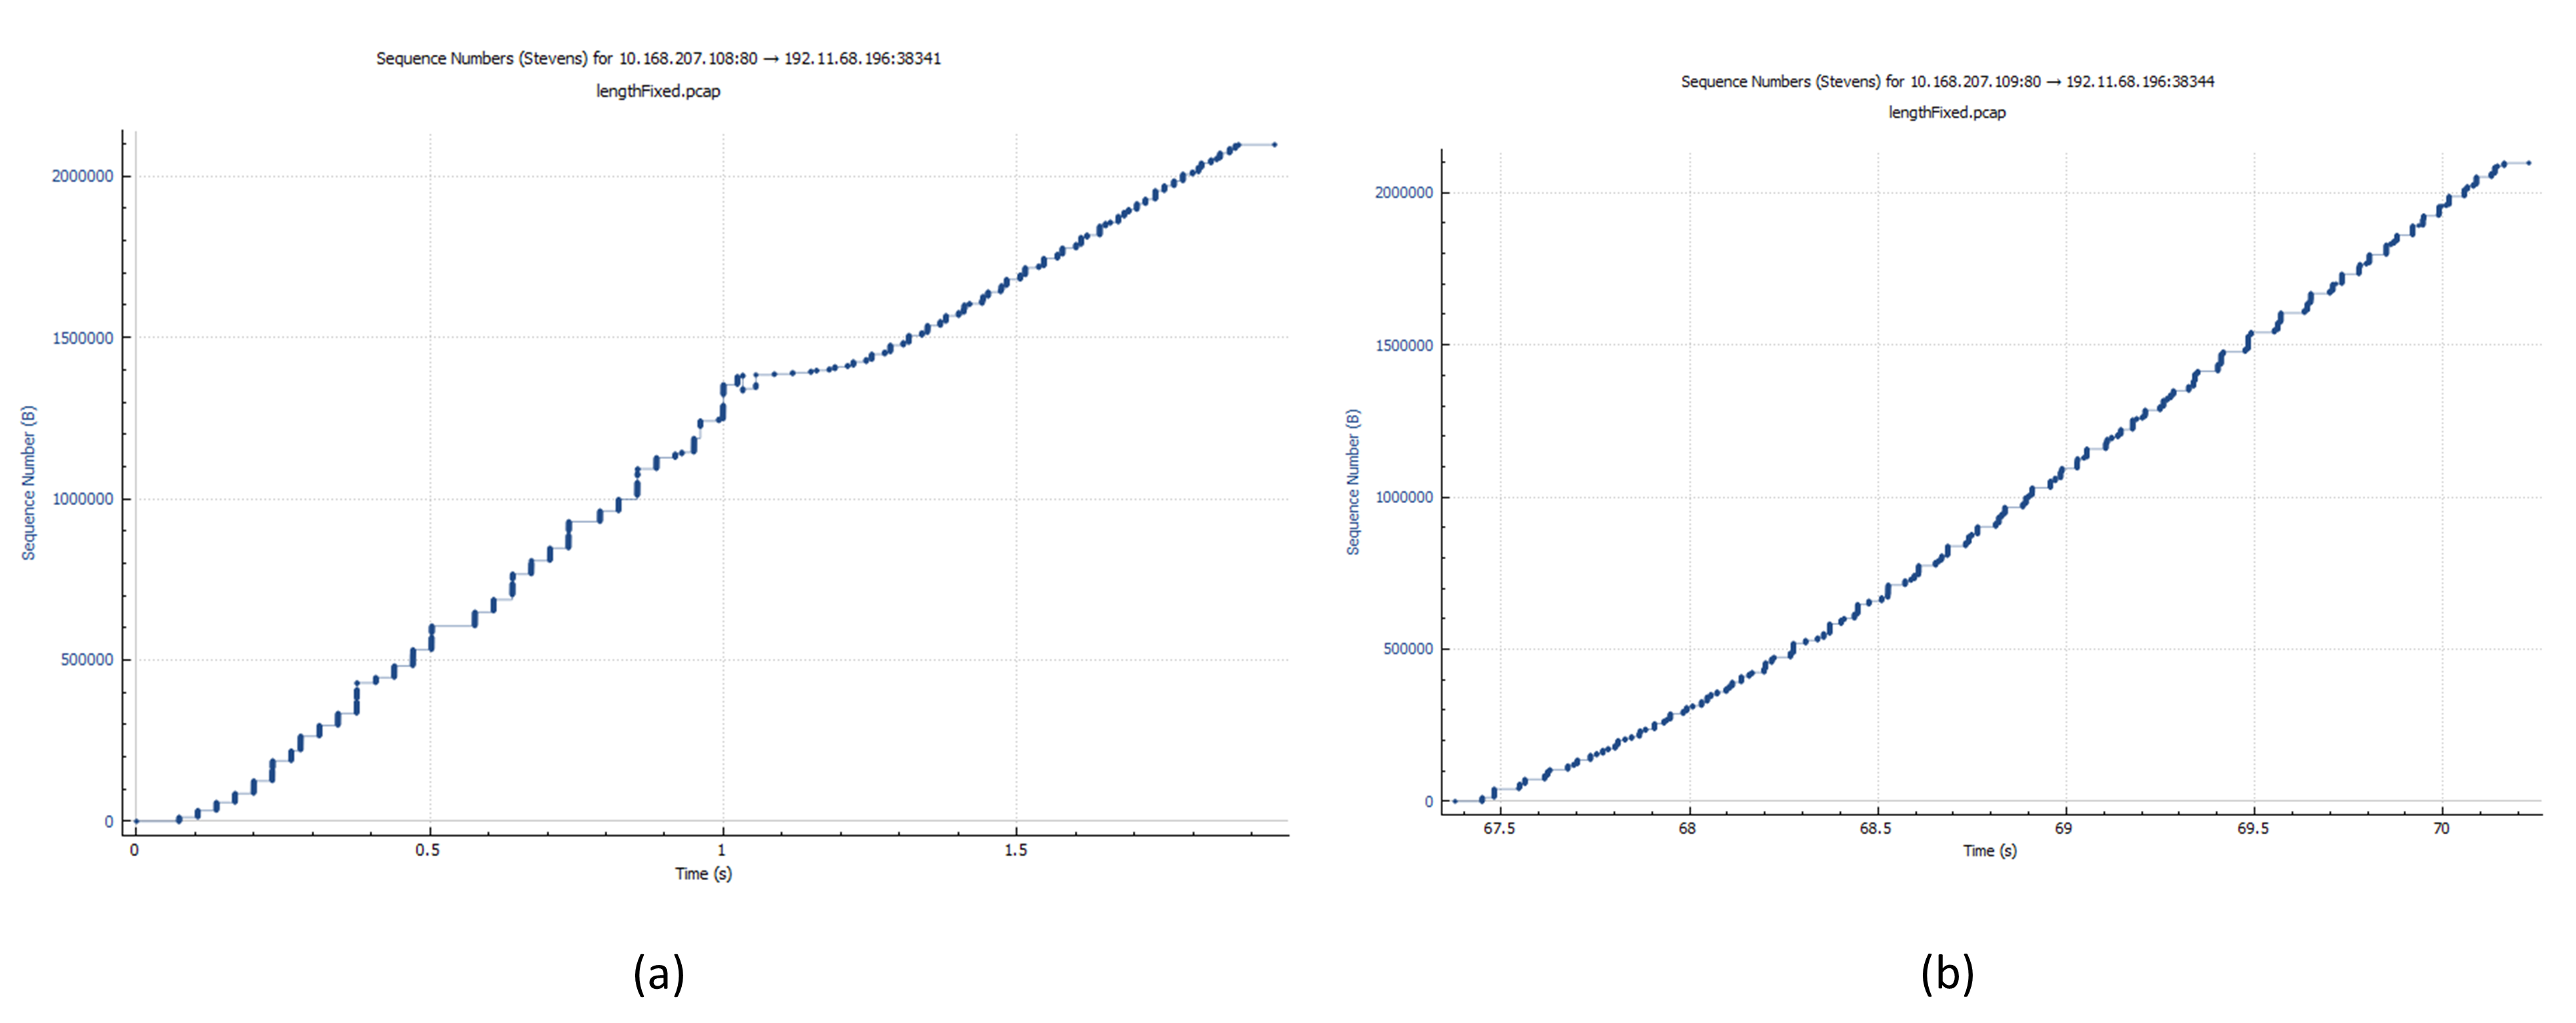 Sequence Numbers (Stevens) for 10.168.207.108:80 → 192.11.68.196:38341
lengthFixed.pcap
2000000
1500000
1000000
500000
0
Sequence Number (B)
0
0.5
1
1.5
Time (s)
(a)
Sequence Numbers (Stevens) for 10.168.207.109:80 → 192.11.68.196:38344
lengthFixed.pcap
2000000
1500000
1000000
500000
0
Sequence Number (B)
67.5
68
68.5
69
69.5
70
Time (s)
(b)